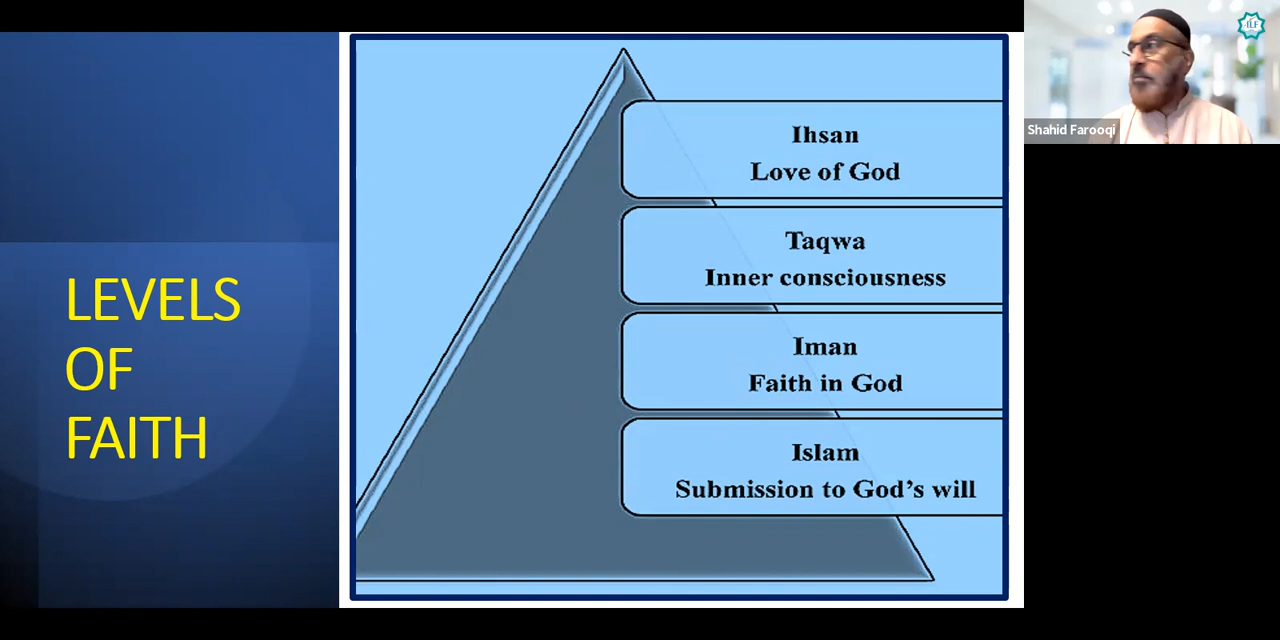 LEVELS
OF
FAITH
Ihsan
Love of God
Taqwa
Inner consciousness
Iman
Faith in God
Islam
Submission to God’s will
Shahid Farooqi
ILF